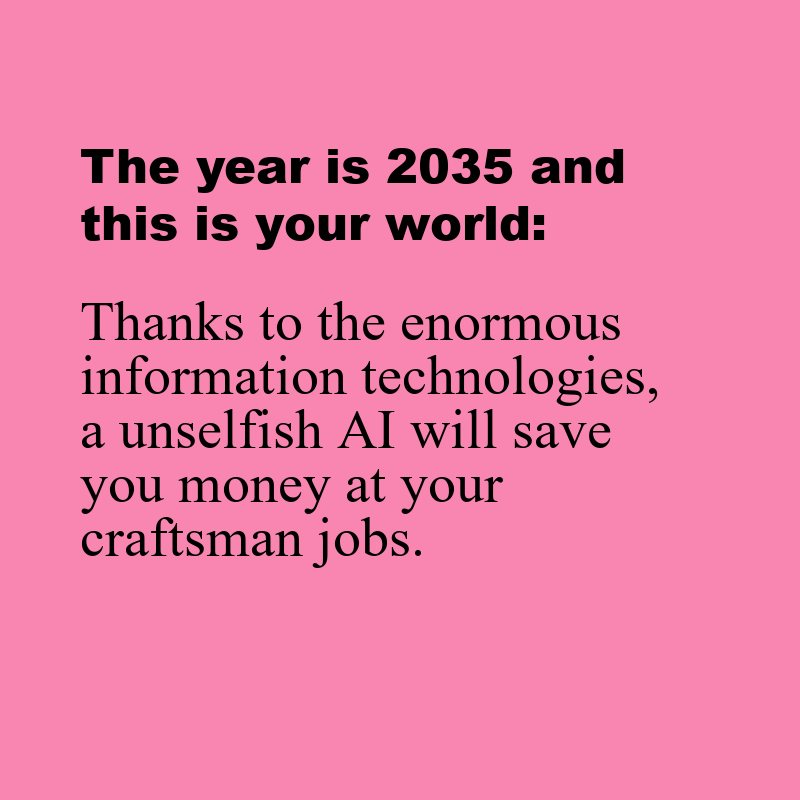 The year is 2035 and
this is your world:
Thanks to the enormous
information technologies,
a unselfish AI will save
you money at your
craftsman jobs.